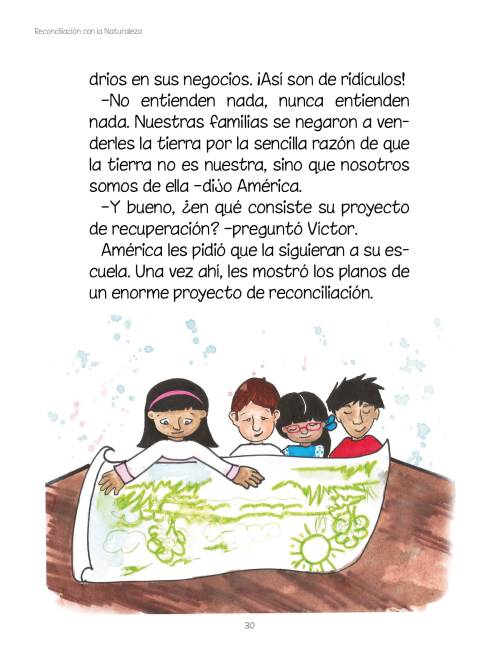 Reconciliación con la Naturaleza
drios en sus negocios. ¡Así son de ridículos!
–No entienden nada, nunca entienden
nada. Nuestras familias se negaron a ven-
derles la tierra por la sencilla razón de que
la tierra no es nuestra, sino que nosotros
somos de ella –dijo América.
–Y bueno, ¿en qué consiste su proyecto
de recuperación? –preguntó Víctor.
América les pidió que la siguieran a su es-
cuela. Una vez ahí, les mostró los planos de
un enorme proyecto de reconciliación.
30